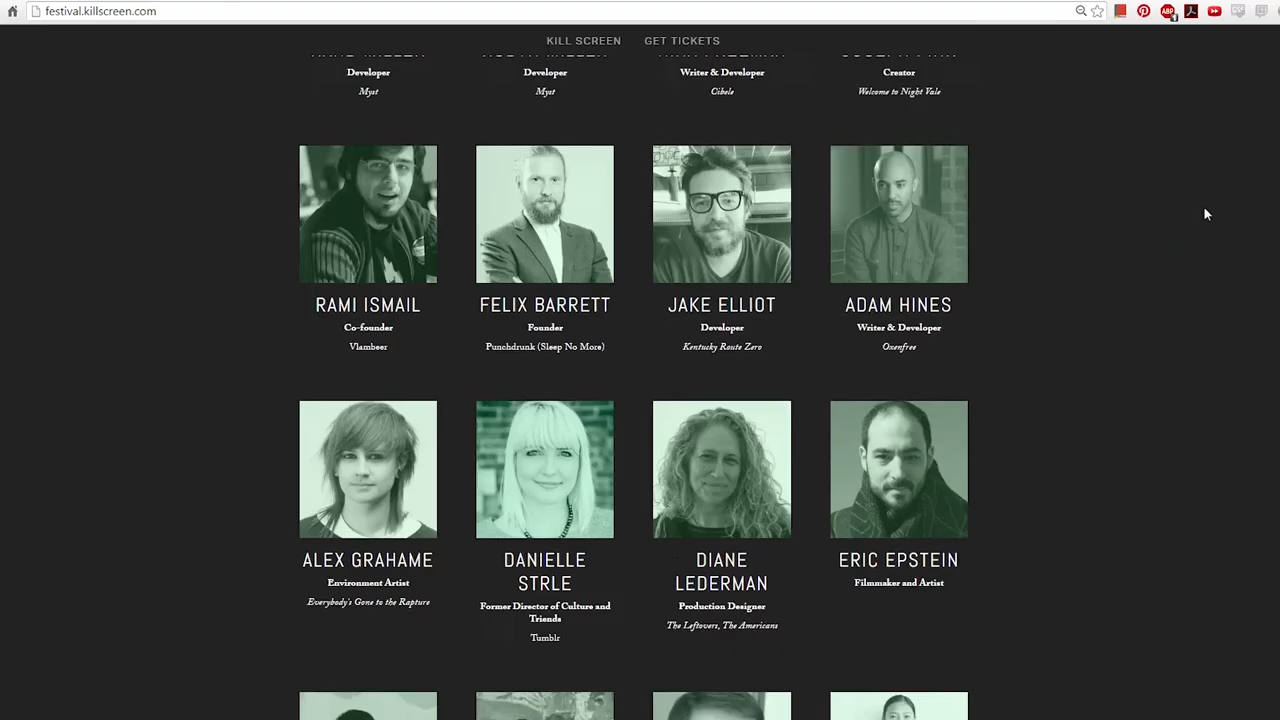 festival.killscreen.com
KILL SCREEN GET TICKETS
Developer
Myst
Developer
Myst
Writer & Developer
Cibele
Creator
Welcome to Night Vale
RAMI ISMAIL
Co-founder
Vlambeer
FELIX BARRETT
Founder
Punchdrunk (Sleep No More)
JAKE ELLIOT
Developer
Kentucky Route Zero
ADAM HINES
Writer & Developer
Oxenfree
ALEX GRAHAME
Environment Artist
Everybody's Gone to the Rapture
DANIELLE
STRLE
Former Director of Culture and
Triends
Tumblr
DIANE
LEDERMAN
Production Designer
The Leftovers, The Americans
ERIC EPSTEIN
Filmmaker and Artist